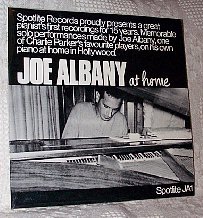 Spotlite Records proudly presents a great
pianist's first recordings for 15 years. Memorable
solo performances made by Joe Albany, one
of Charlie Parker's favourite players, on his own
piano at home in Hollywood.
JOE ALBANY at home
Spotlite JA1